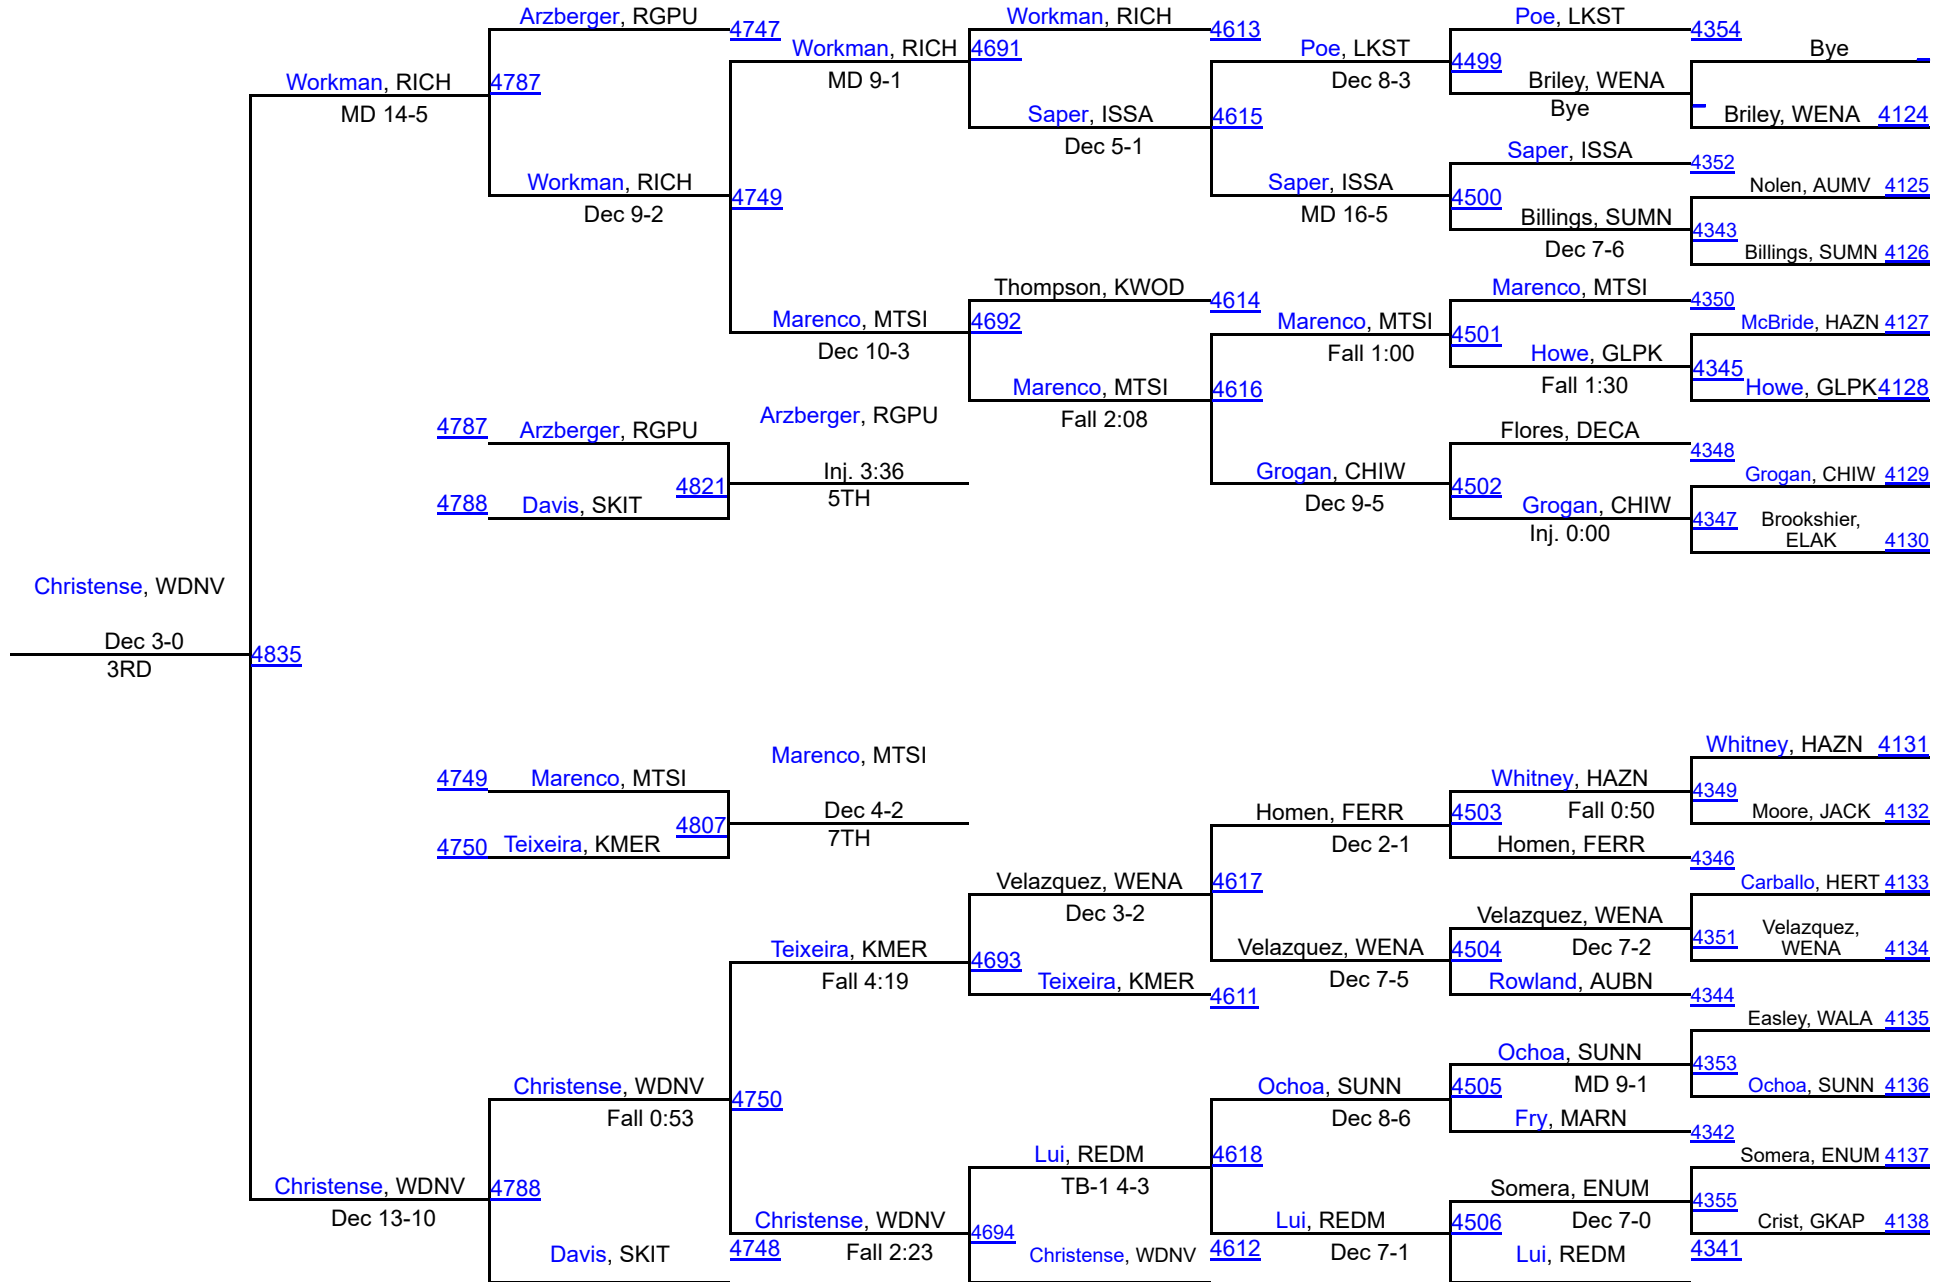 Arzberger, RGPU
4747
Workman, RICH
4613
Poe, LKST
4354
Workman, RICH
4691
Poe, LKST
4499
Bye
Workman, RICH
4787
MD 9-1
Dec 8-3
Briley, WENA
MD 14-5
Saper, ISSA
4615
Bye
Briley, WENA
4124
Dec 5-1
Saper, ISSA
4352
Workman, RICH
4749
Saper, ISSA
4500
Nolen, AUMV
4125
Dec 9-2
MD 16-5
Billings, SUMN
4343
Dec 7-6
Billings, SUMN
4126
Thompson, KWOD
4614
Marenco, MTSI
4350
Marenco, MTSI
4692
Marenco, MTSI
4501
McBride, HAZN
4127
Dec 10-3
Fall 1:00
Howe, GLPK
4345
Marenco, MTSI
4616
Fall 1:30
Howe, GLPK
4128
Arzberger, RGPU
Fall 2:08
4787
Arzberger, RGPU
Flores, DECA
4348
Inj. 3:36
Grogan, CHIW
4502
Grogan, CHIW
4129
4821
5TH
Dec 9-5
4788
Davis, SKIT
Grogan, CHIW
4347
Brookshier,
ELAK
4130
Inj. 0:00
Christense, WDNV
Dec 3-0
4835
3RD
Marenco, MTSI
Whitney, HAZN
4131
4749
Marenco, MTSI
Whitney, HAZN
4349
Dec 4-2
Homen, FERR
4503
Fall 0:50
Moore, JACK
4132
4807
7TH
Dec 2-1
4750
Teixeira, KMER
Homen, FERR
4346
Velazquez, WENA
4617
Carballo, HERT
4133
Dec 3-2
Velazquez, WENA
Teixeira, KMER
4693
Velazquez, WENA
4504
Dec 7-2
4351
Velazquez,
WENA
4134
Fall 4:19
Teixeira, KMER
4611
Dec 7-5
Rowland, AUBN
4344
Easley, WALA
4135
Ochoa, SUNN
4353
Christense, WDNV
4750
Ochoa, SUNN
4505
MD 9-1
Ochoa, SUNN
4136
Fall 0:53
Dec 8-6
Fry, MARN
4342
Lui, REDM
4618
Somera, ENUM
4137
Christense, WDNV
4788
TB-1 4-3
Somera, ENUM
4355
Dec 13-10
Christense, WDNV
4694
Lui, REDM
4506
Dec 7-0
Crist, GKAP
4138
Davis, SKIT
4748
Fall 2:23
Christense, WDNV
4612
Dec 7-1
Lui, REDM
4341